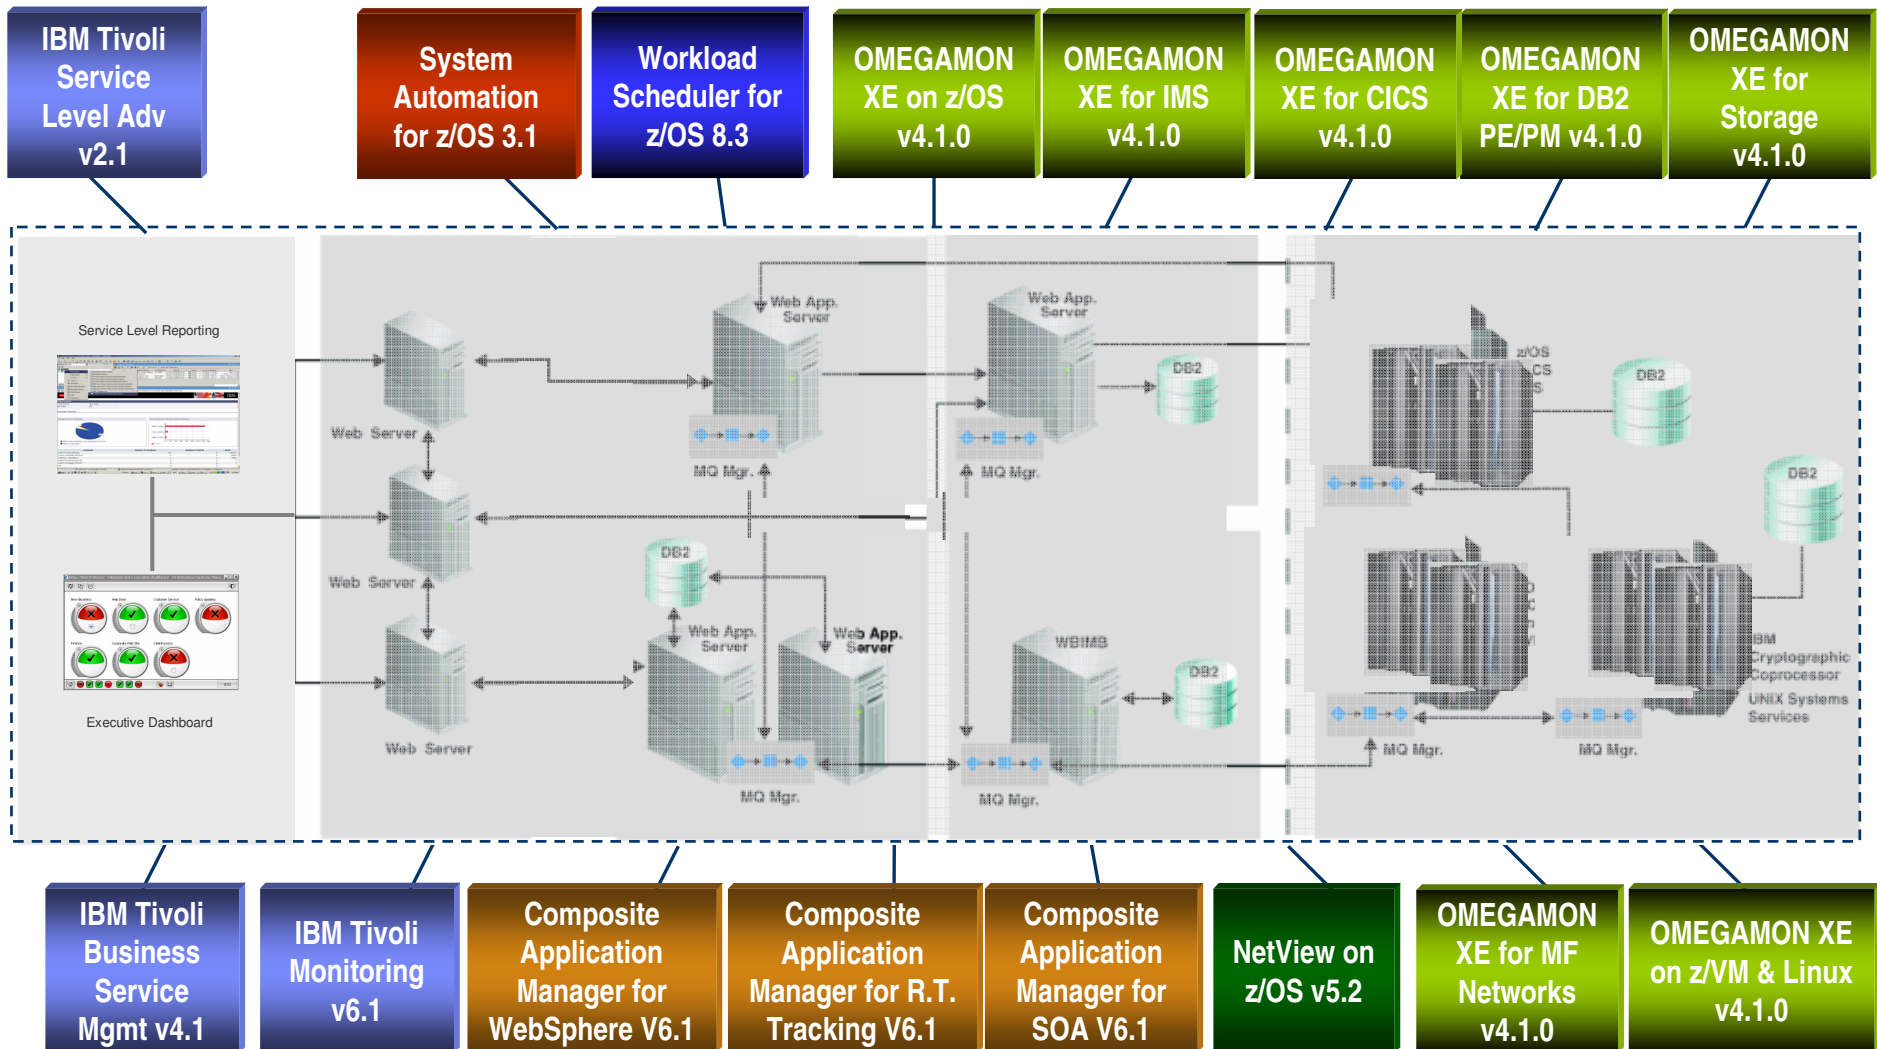 IBM Tivoli
Service
Level Adv
v2.1
System
Automation
for z/OS 3.1
Workload
Scheduler for
z/OS 8.3
OMEGAMON
XE on z/OS
v4.1.0
OMEGAMON
XE for IMS
v4.1.0
OMEGAMON
XE for CICS
v4.1.0
OMEGAMON
XE for DB2
PE/PM v4.1.0
OMEGAMON
XE for
Storage
v4.1.0
Service Level Reporting
Executive Dashboard
Web Server
Web Server
Web Server
Web App.
Server
MQ Mgr.
DB2
Web App.
Server
Web App.
Server
MQ Mgr.
Web App.
Server
DB2
MQ Mgr.
WBIMB
DB2
MQ Mgr.
z/OS
DB2
DB2
MQ Mgr.
IBM
Cryptographic
Coprocessor
UNIX Systems
Services
MQ Mgr.
IBM Tivoli
Business
Service
Mgmt v4.1
IBM Tivoli
Monitoring
v6.1
Composite
Application
Manager for
WebSphere V6.1
Composite
Application
Manager for R.T.
Tracking V6.1
Composite
Application
Manager for
SOA V6.1
NetView on
z/OS v5.2
OMEGAMON
XE for MF
Networks
v4.1.0
OMEGAMON XE
on z/VM & Linux
v4.1.0